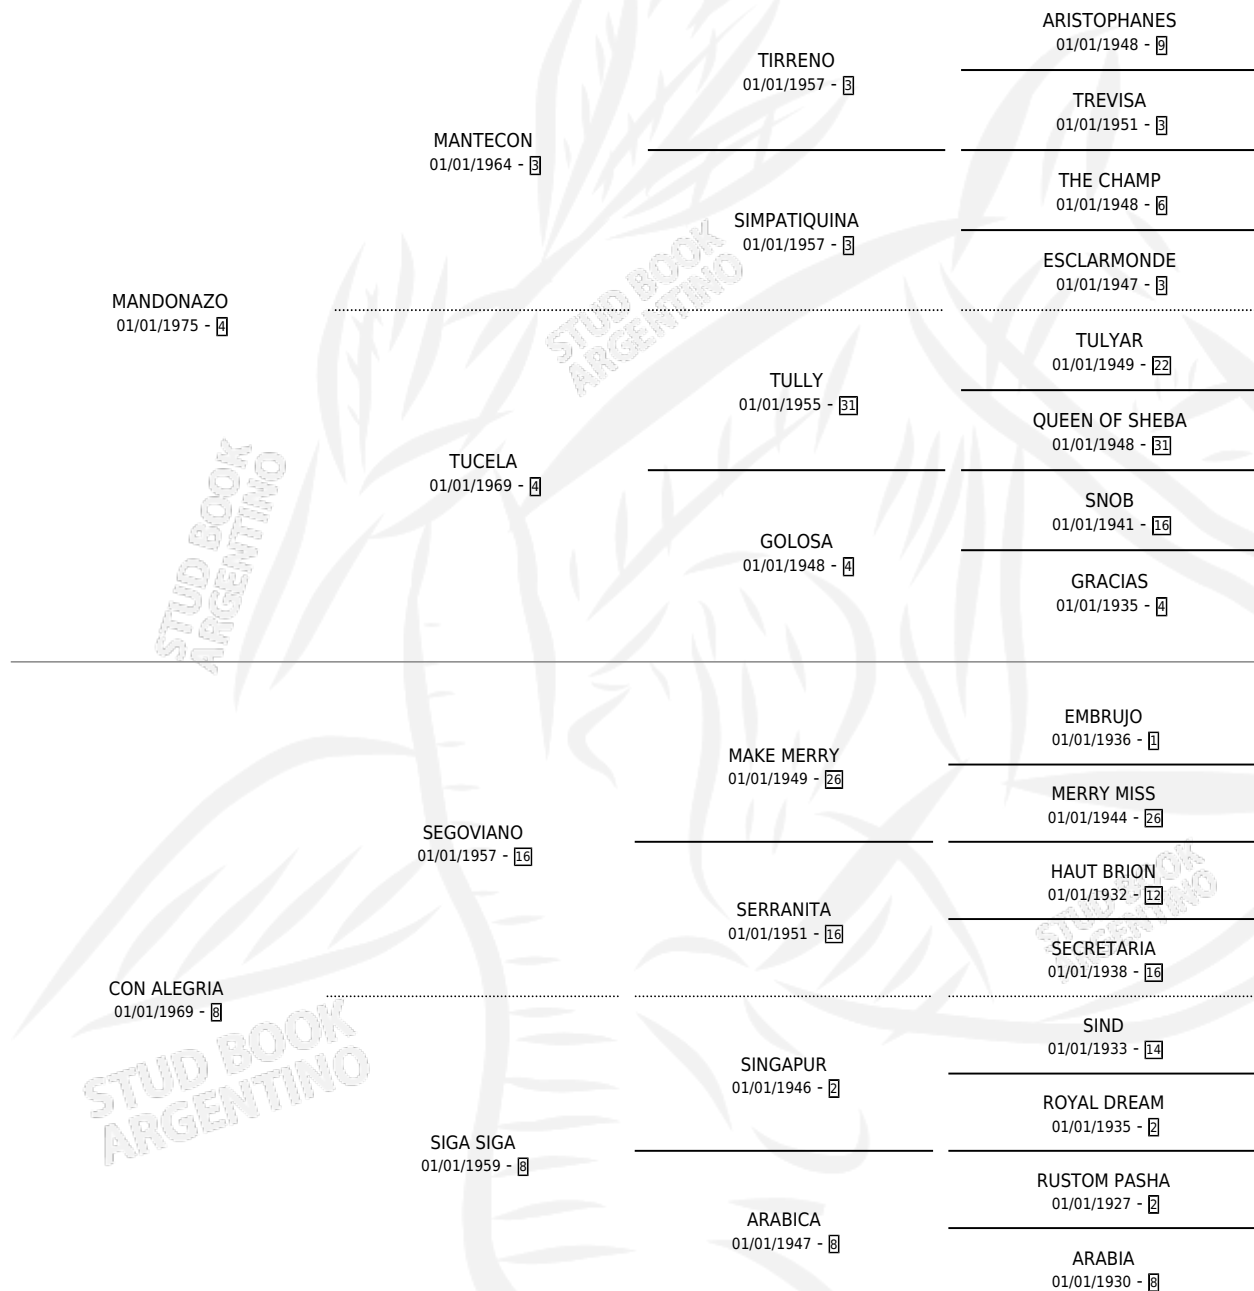 ARISTOPHANES
01/01/1948 - 9
TIRRENO
01/01/1957 - 3
TREVISA
01/01/1951 - 3
MANTECON
01/01/1964 - 3
THE CHAMP
01/01/1948 - 6
SIMPATIQUINA
01/01/1957 - 3
ESCLARMONDE
01/01/1947 - 3
MANDONAZO
01/01/1975 - 4
STUD BOOK
ARGENTINO
TULYAR
01/01/1949 - 22
TULLY
01/01/1955 - 31
QUEEN OF SHEBA
01/01/1948 - 31
TUCELA
01/01/1969 - 4
SNOB
01/01/1941 - 16
GOLOSA
01/01/1948 - 4
GRACIAS
01/01/1935 - 4
STUD BOOK
ARGENTINO
EMBRUJO
01/01/1936 - 1
MAKE MERRY
01/01/1949 - 26
MERRY MISS
01/01/1944 - 26
SEGOVIANO
01/01/1957 - 16
HAUT BRION
01/01/1932 - 12
SERRANITA
01/01/1951 - 16
SECRETARIA
01/01/1938 - 16
STUD BOOK
ARGENTINO
CON ALEGRIA
01/01/1969 - 8
SIND
01/01/1933 - 14
SINGAPUR
01/01/1946 - 2
ROYAL DREAM
01/01/1935 - 2
STUD BOOK
ARGENTINO
SIGA SIGA
01/01/1959 - 8
RUSTOM PASHA
01/01/1927 - 2
ARABICA
01/01/1947 - 8
ARABIA
01/01/1930 - 8